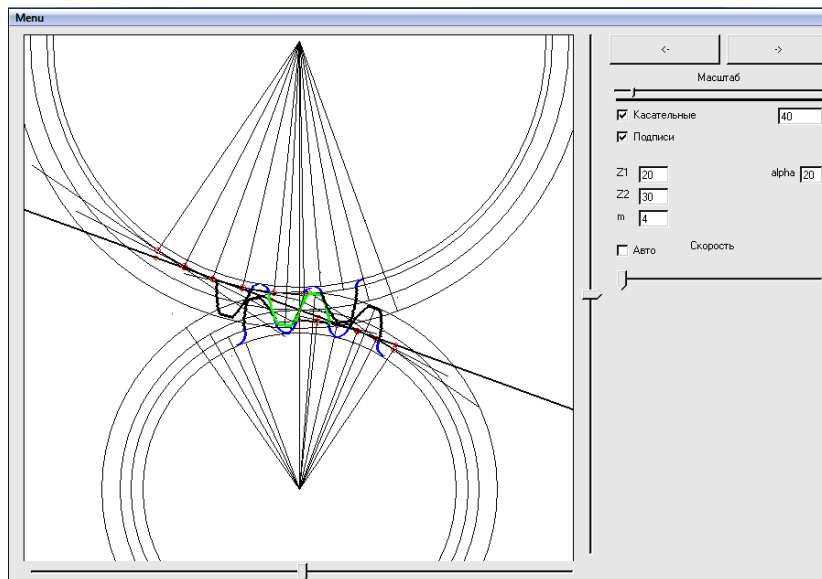 Menu
<- ->
Масштаб
Касательные 40
Подписи
Z1 20 alpha 20
Z2 30
m 4
Авто Скорость